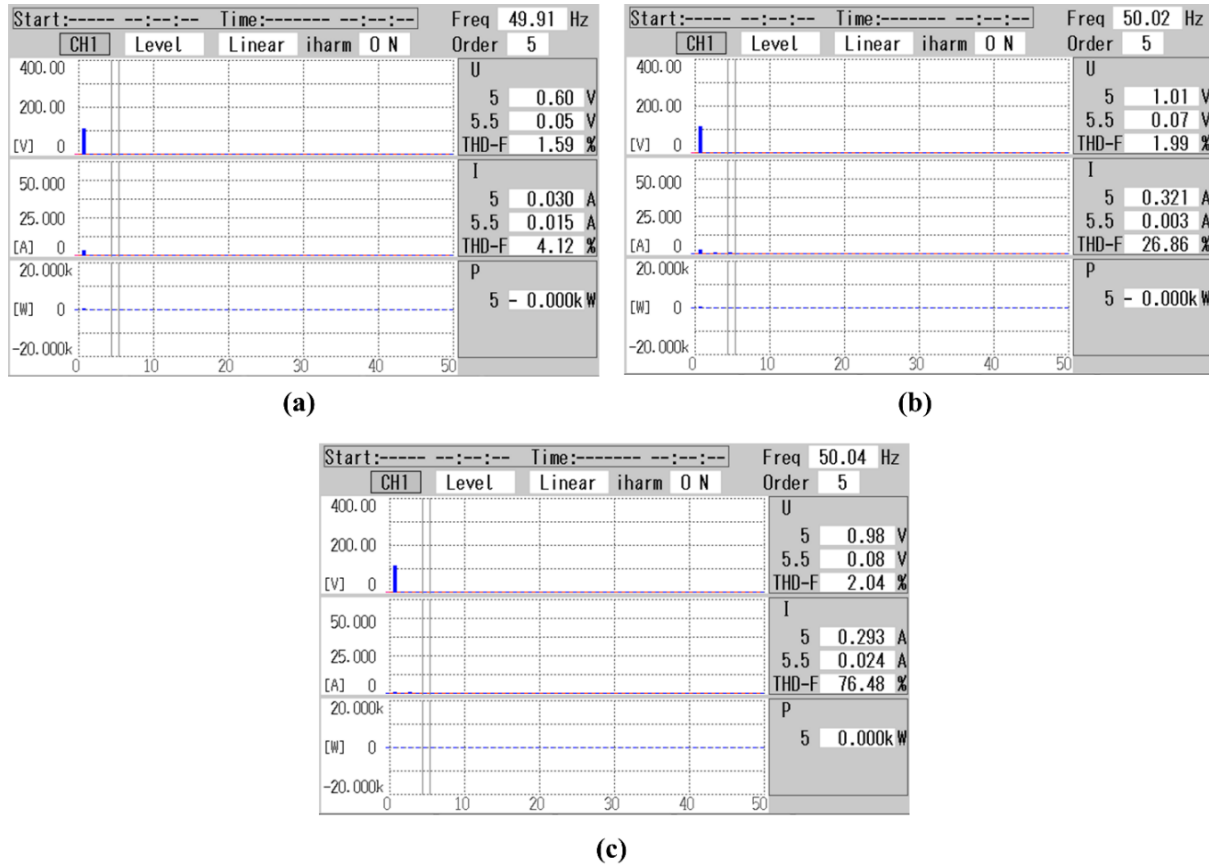 Start:----- --:--:-- Time:------- --:--:-- Freq 49.91 Hz
CH1 Level Linear iharm O N Order 5
400.00
200.00
[V] 0
U
5 0.60 V
5.5 0.05 V
THD-F 1.59 %
50.000
25.000
[A] 0
I
5 0.030 A
5.5 0.015 A
THD-F 4.12 %
20.000k
[W] 0
-20.000k
P
5 - 0.000k W
0 10 20 30 40 50
(a)
Start:----- --:--:-- Time:------- --:--:-- Freq 50.02 Hz
CH1 Level Linear iharm O N Order 5
400.00
200.00
[V] 0
U
5 1.01 V
5.5 0.07 V
THD-F 1.99 %
50.000
25.000
[A] 0
I
5 0.321 A
5.5 0.003 A
THD-F 26.86 %
20.000k
[W] 0
-20.000k
P
5 - 0.000k W
0 10 20 30 40 50
(b)
Start:----- --:--:-- Time:------- --:--:-- Freq 50.04 Hz
CH1 Level Linear iharm O N Order 5
400.00
200.00
[V] 0
U
5 0.98 V
5.5 0.08 V
THD-F 2.04 %
50.000
25.000
[A] 0
I
5 0.293 A
5.5 0.024 A
THD-F 76.48 %
20.000k
[W] 0
-20.000k
P
5 0.000k W
0 10 20 30 40 50
(c)